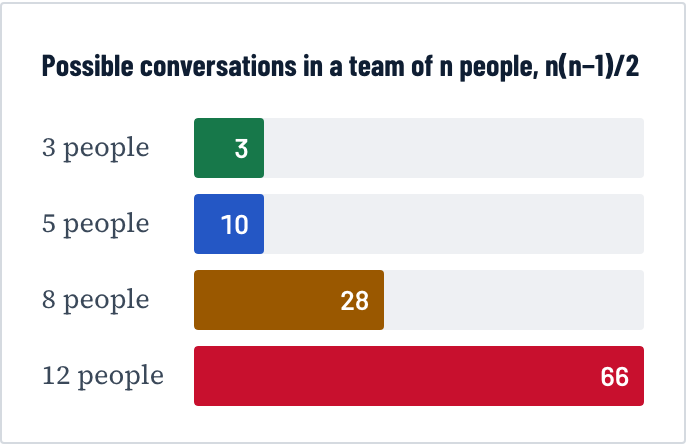 Possible conversations in a team of n people, n(n−1)/2
3 people 3
5 people 10
8 people 28
12 people 66